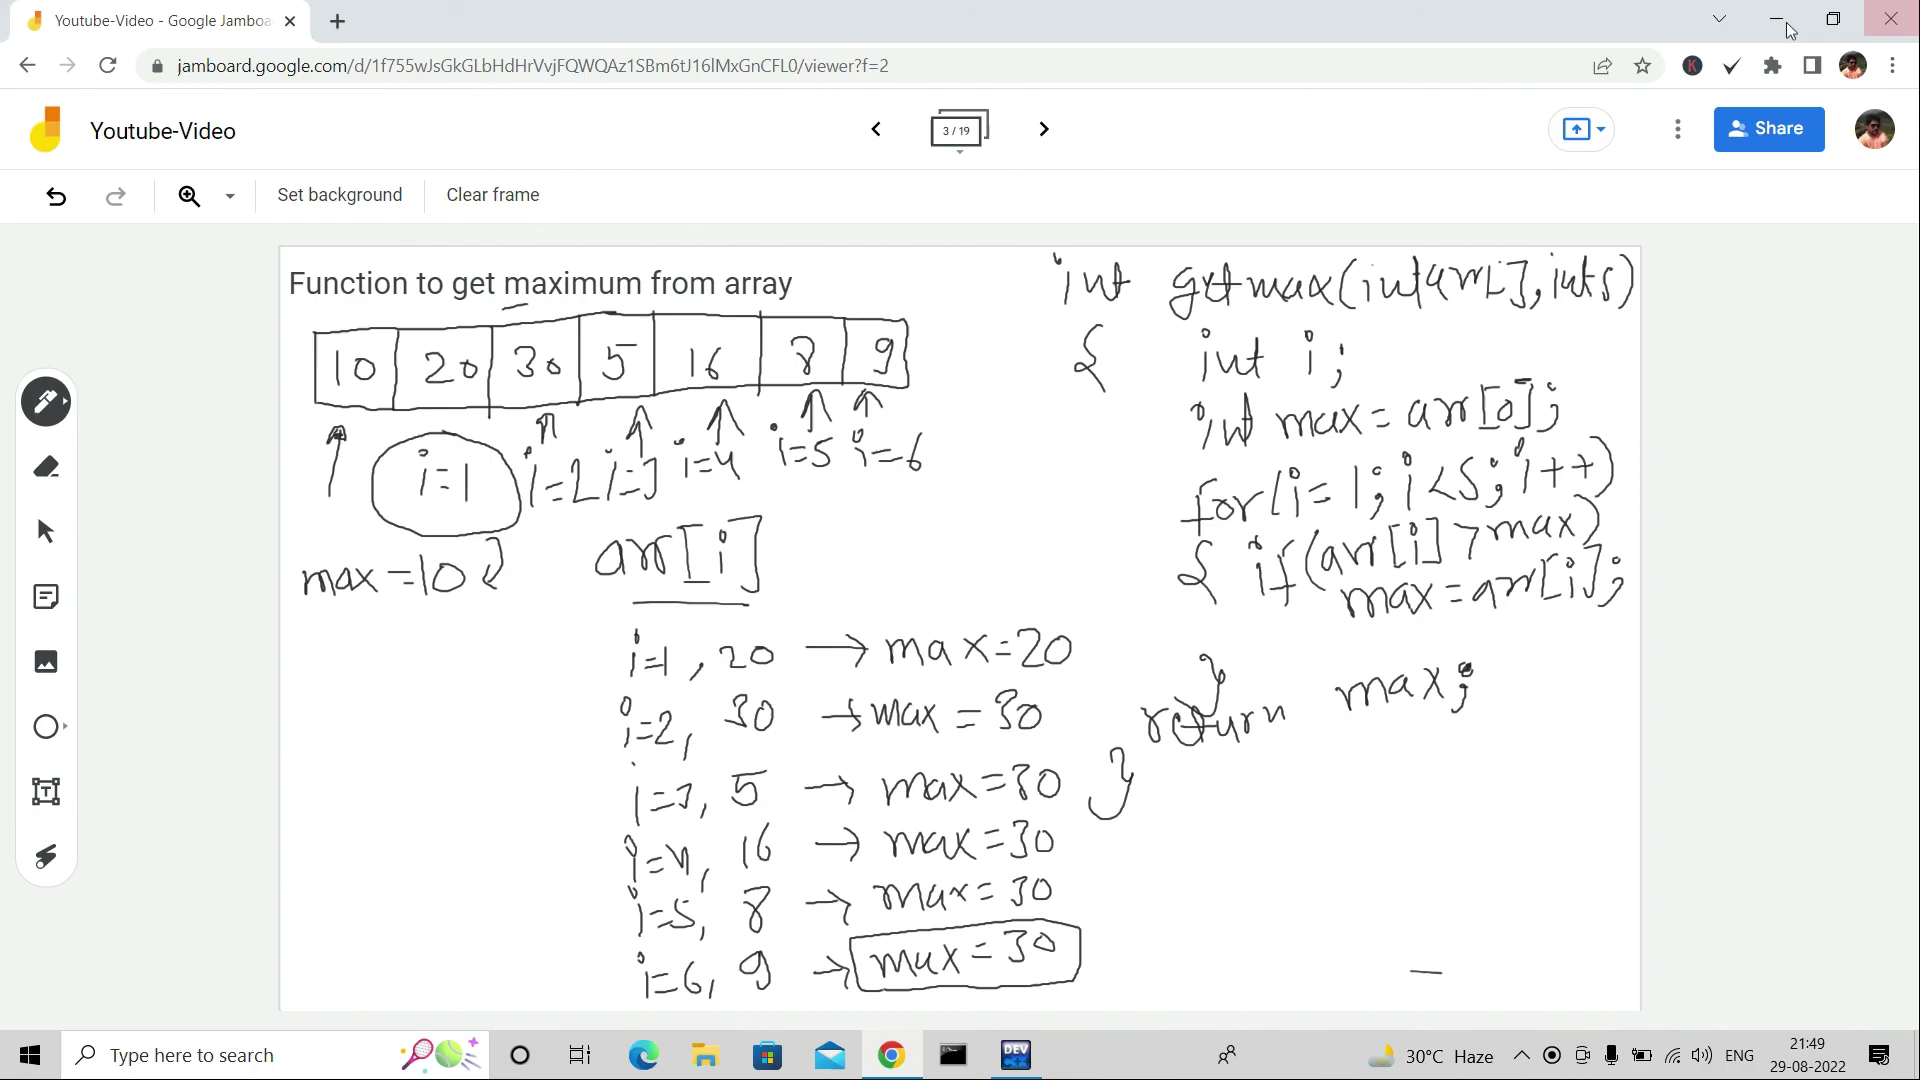 Youtube-Video - Google Jamboa
jamboard.google.com/d/1f755wJsGkGLbHdHrVvjFQWQAz1SBm6tJ16lMxGnCFL0/viewer?f=2
K
Youtube-Video
3 / 19
Share
Set background
Clear frame
Function to get maximum from array
10 20 30 5 16 8 9
i=1 i=2 i=3 i=4 i=5 i=6
max=10
arr[i]
i=1, 20 → max=20
i=2, 30 → max=30
i=3, 5 → max=30
i=4, 16 → max=30
i=5, 8 → max=30
i=6, 9 → max=30
int getmax(int arr[], int s)
{ int i;
int max=arr[0];
for(i=1; i<s; i++)
{ if(arr[i]>max)
max=arr[i];
}
return max;
}
Type here to search
DEV
30°C Haze
ENG
21:49
29-08-2022